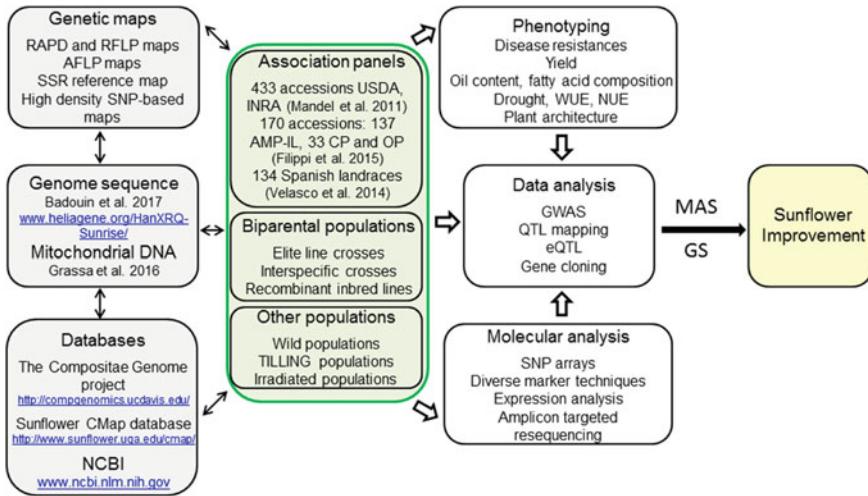 Genetic maps
RAPD and RFLP maps
AFLP maps
SSR reference map
High density SNP-based
maps
Genome sequence
Badouin et al. 2017
www.heliagene.org/HanXRQ-
Sunrise/
Mitochondrial DNA
Grassa et al. 2016
Databases
The Compositae Genome
project
http://compgenomics.ucdavis.edu/
Sunflower CMap database
http://www.sunflower.uga.edu/cmap/
NCBI
www.ncbi.nlm.nih.gov
Association panels
433 accessions USDA,
INRA (Mandel et al. 2011)
170 accessions: 137
AMP-IL, 33 CP and OP
(Filippi et al. 2015)
134 Spanish landraces
(Velasco et al. 2014)
Biparental populations
Elite line crosses
Interspecific crosses
Recombinant inbred lines
Other populations
Wild populations
TILLING populations
Irradiated populations
Phenotyping
Disease resistances
Yield
Oil content, fatty acid composition
Drought, WUE, NUE
Plant architecture
Data analysis
GWAS
QTL mapping
eQTL
Gene cloning
Molecular analysis
SNP arrays
Diverse marker techniques
Expression analysis
Amplicon targeted
resequencing
MAS
GS
Sunflower
Improvement